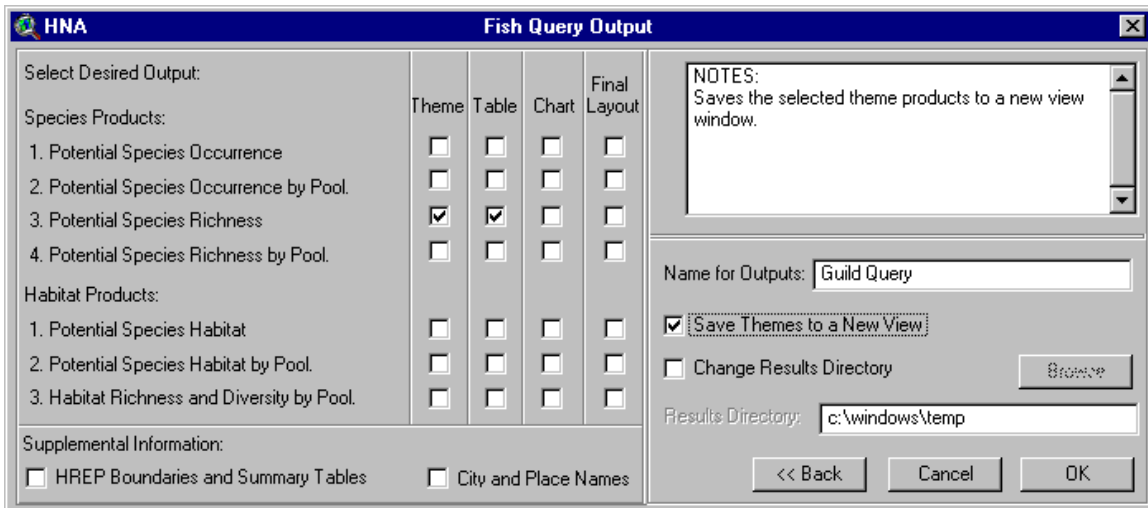 HNA
Fish Query Output
Select Desired Output:
Theme Table Chart Final Layout
Species Products:
1. Potential Species Occurrence
2. Potential Species Occurrence by Pool.
3. Potential Species Richness
4. Potential Species Richness by Pool.
Habitat Products:
1. Potential Species Habitat
2. Potential Species Habitat by Pool.
3. Habitat Richness and Diversity by Pool.
Supplemental Information:
HREP Boundaries and Summary Tables
City and Place Names
NOTES:
Saves the selected theme products to a new view
window.
Name for Outputs: Guild Query
Save Themes to a New View
Change Results Directory
Browse
Results Directory: c:\windows\temp
<< Back
Cancel
OK